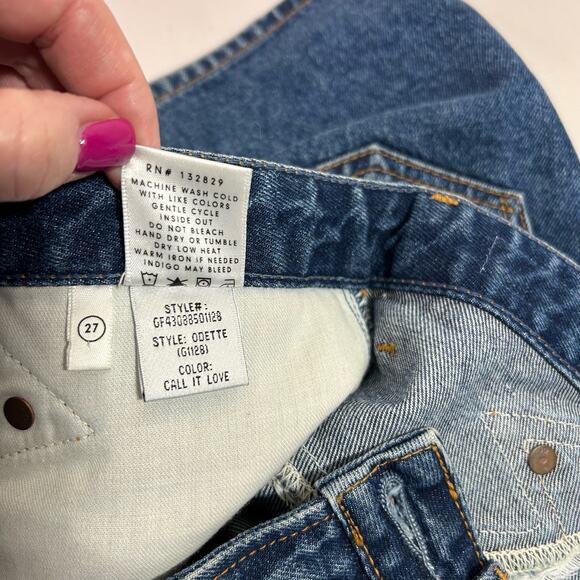 RN# 132829
MACHINE WASH COLD
WITH LIKE COLORS
GENTLE CYCLE
INSIDE OUT
DO NOT BLEACH
HAND DRY OR TUMBLE
DRY LOW HEAT
WARM IRON IF NEEDED
INDIGO MAY BLEED
27
STYLE#:
GF43088501128
STYLE: ODETTE
(G1128)
COLOR:
CALL IT LOVE